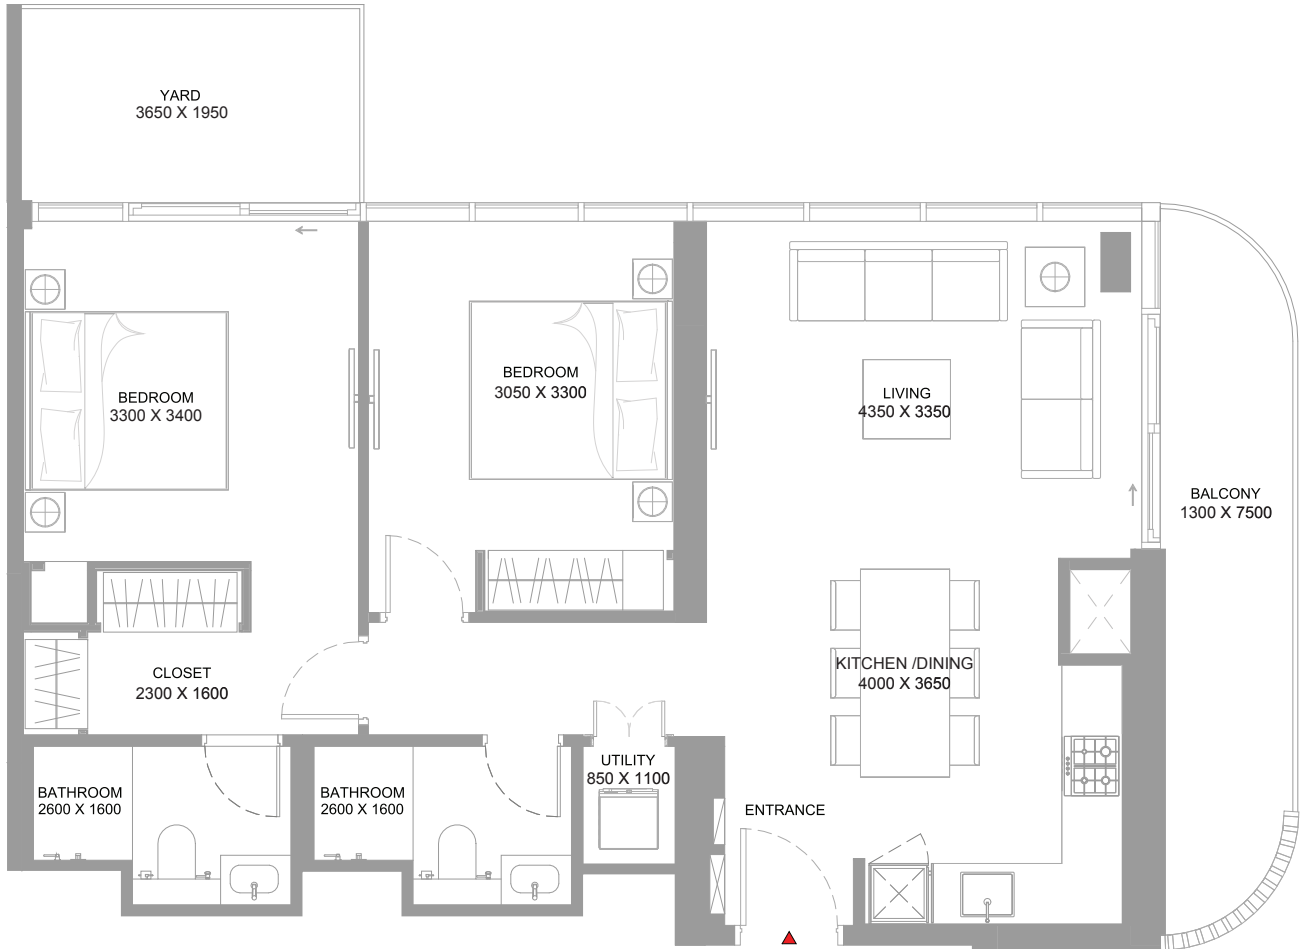 YARD
3650 X 1950
BEDROOM
3300 X 3400
BEDROOM
3050 X 3300
LIVING
4350 X 3350
BALCONY
1300 X 7500
CLOSET
2300 X 1600
KITCHEN /DINING
4000 X 3650
BATHROOM
2600 X 1600
BATHROOM
2600 X 1600
UTILITY
850 X 1100
ENTRANCE